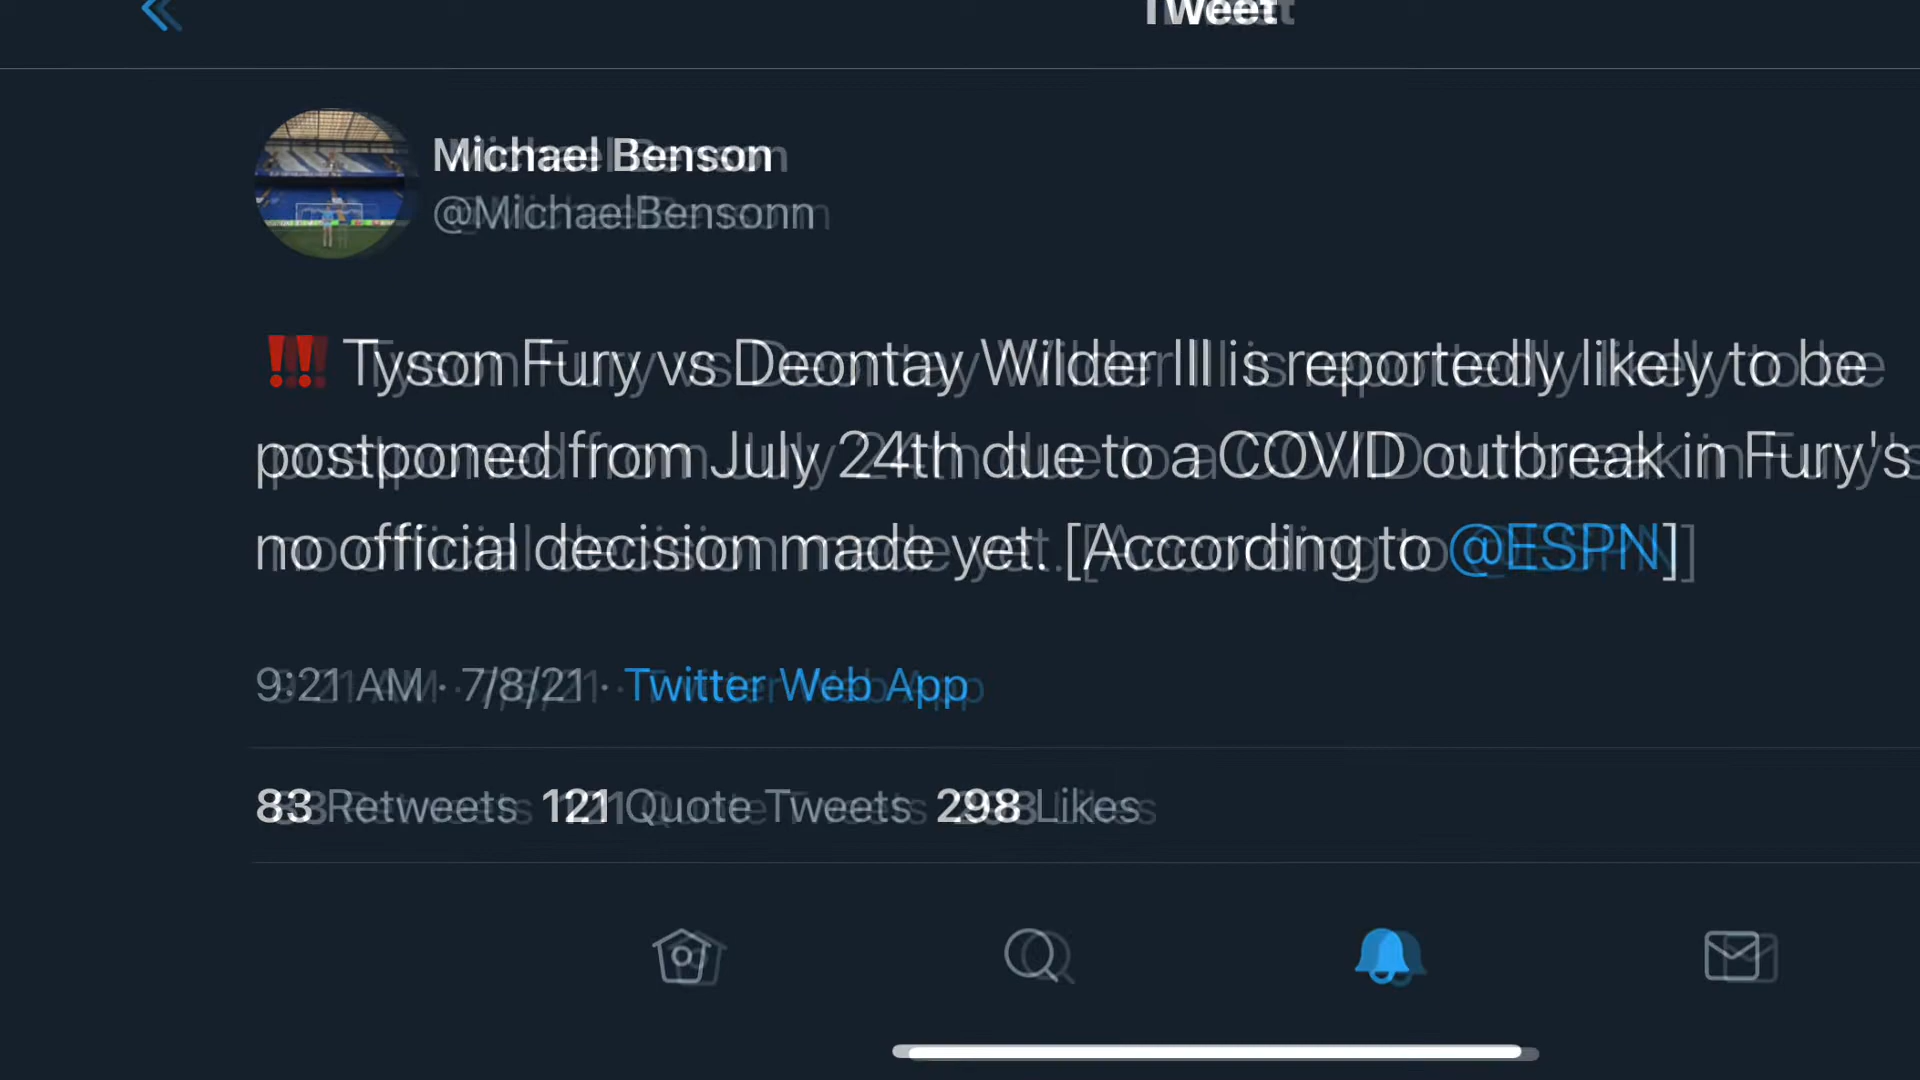 Tweet
Michael Benson
@MichaelBensonn
‼️ Tyson Fury vs Deontay Wilder III is reportedly likely to be
postponed from July 24th due to a COVID outbreak in Fury's
no official decision made yet. [According to @ESPN]
9:21 AM · 7/8/21 · Twitter Web App
83 Retweets 121 Quote Tweets 298 Likes